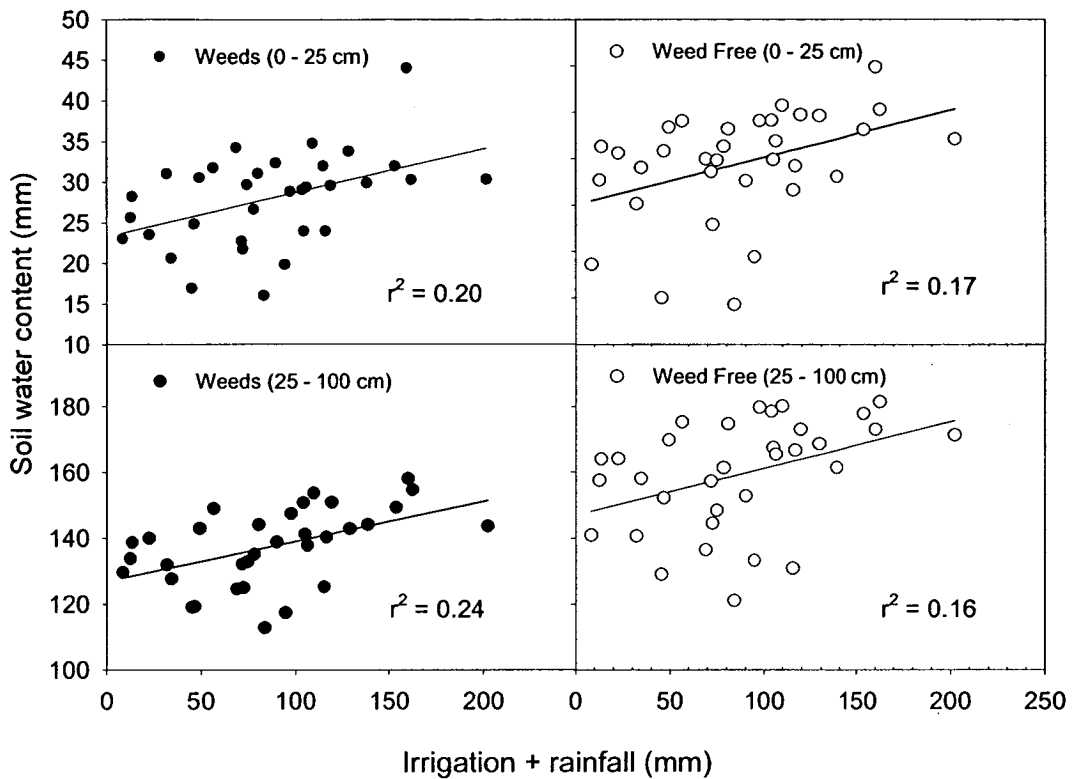 Soil water content (mm)
50
45
40
35
30
25
20
15
10
Weeds (0 - 25 cm)
r² = 0.20
Weed Free (0 - 25 cm)
r² = 0.17
180
160
140
120
100
Weeds (25 - 100 cm)
r² = 0.24
Weed Free (25 - 100 cm)
r² = 0.16
0 50 100 150 200 0 50 100 150 200 250
Irrigation + rainfall (mm)